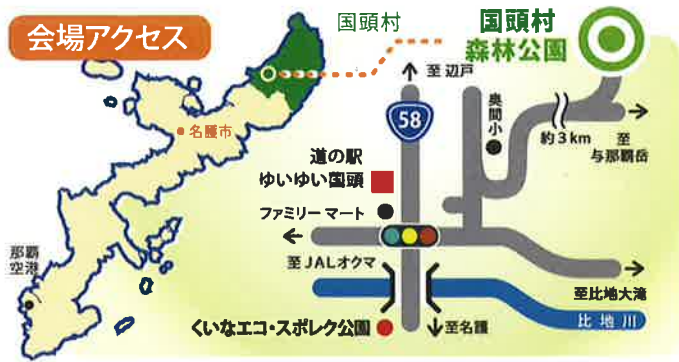 会場アクセス
国頭村
国頭村
森林公園
至辺戸
奥間小
58
約3km
至
与那覇岳
名護市
道の駅
ゆいゆい国頭
ファミリーマート
那覇
空港
至JALオクマ
至比地大滝
くいなエコ・スポレク公園
至名護
比地川